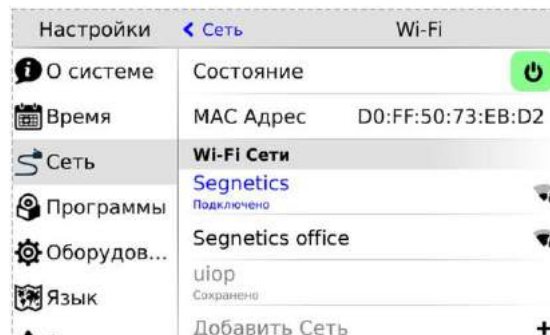 Настройки
Сеть
Wi-Fi
О системе
Время
Сеть
Программы
Оборудов...
Язык
Состояние
MAC Адрес D0:FF:50:73:EB:D2
Wi-Fi Сети
Segnetics
Подключено
Segnetics office
uiop
Сохранено
Добавить Сеть